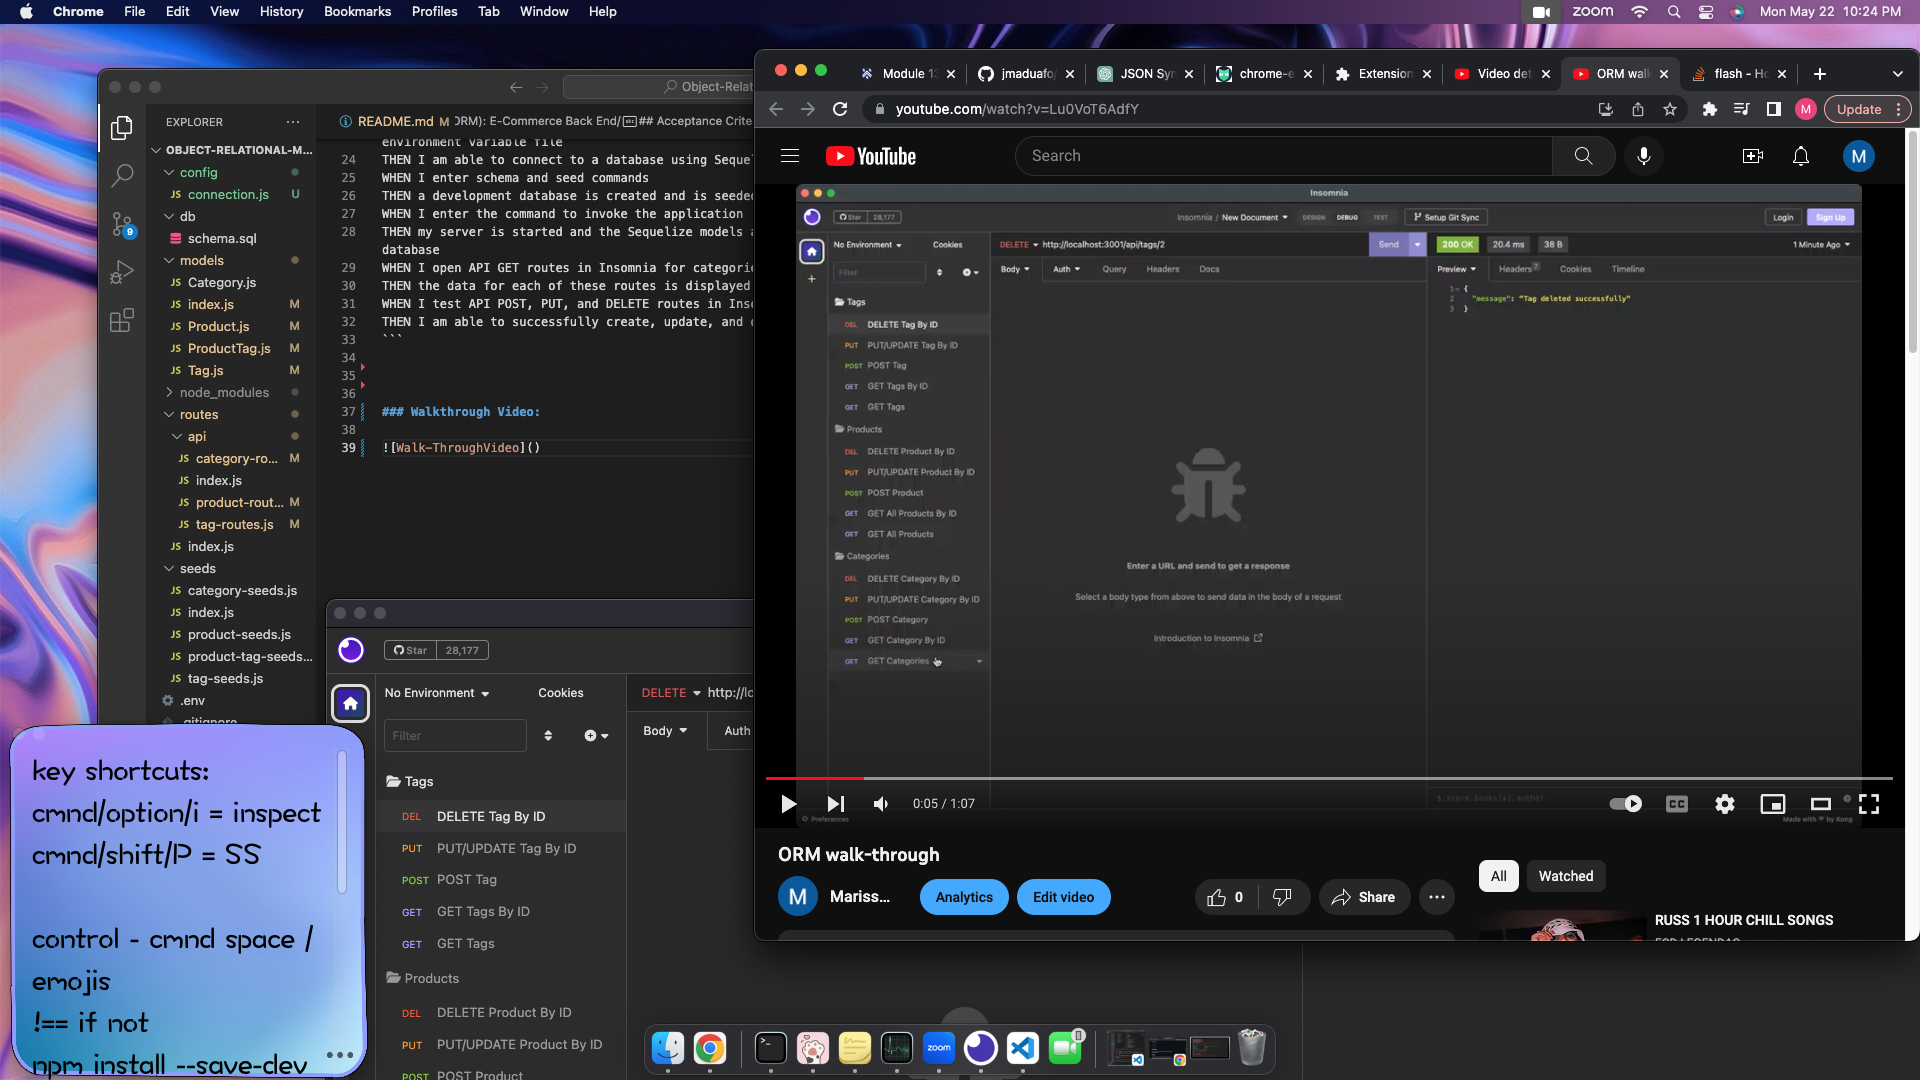 Chrome File Edit View History Bookmarks Profiles Tab Window Help
zoom Mon May 22 10:24 PM
Object-Relat
EXPLORER
OBJECT-RELATIONAL-M...
config
JS connection.js U
db
schema.sql
models
JS Category.js
JS index.js M
JS Product.js M
JS ProductTag.js M
JS Tag.js M
node_modules
routes
api
JS category-ro... M
JS index.js
JS product-rout... M
JS tag-routes.js M
JS index.js
seeds
JS category-seeds.js
JS index.js
JS product-seeds.js
JS product-tag-seeds...
JS tag-seeds.js
.env
.gitignore
9
README.md M ORM): E-Commerce Back End/ ## Acceptance Crite
environment variable file
24 THEN I am able to connect to a database using Seque
25 WHEN I enter schema and seed commands
26 THEN a development database is created and is seede
27 WHEN I enter the command to invoke the application
28 THEN my server is started and the Sequelize models
database
29 WHEN I open API GET routes in Insomnia for categori
30 THEN the data for each of these routes is displayed
31 WHEN I test API POST, PUT, and DELETE routes in Ins
32 THEN I am able to successfully create, update, and
33 ```
34
35
36
37 ### Walkthrough Video:
38
39 ![Walk-ThroughVideo]()
Star 28,177
No Environment Cookies
DELETE http://lo
Filter
Body Auth
Tags
DEL DELETE Tag By ID
PUT PUT/UPDATE Tag By ID
POST POST Tag
GET GET Tags By ID
GET GET Tags
Products
DEL DELETE Product By ID
PUT PUT/UPDATE Product By ID
POST POST Product
key shortcuts:
cmnd/option/i = inspect
cmnd/shift/P = SS
control - cmnd space /
emojis
!== if not
npm install --save-dev
Module 13 jmaduafo/ JSON Syn chrome-e Extension Video det ORM wal flash - Ho
youtube.com/watch?v=Lu0VoT6AdfY
M Update
YouTube
Search
M
Insomnia
Star 28,177
Insomnia / New Document DESIGN DEBUG TEST Setup Git Sync Login Sign Up
No Environment Cookies
DELETE http://localhost:3001/api/tags/2 Send
200 OK 20.4 ms 38 B 1 Minute Ago
Filter
Body Auth Query Headers Docs
Preview Headers 7 Cookies Timeline
1 {
2 "message": "Tag deleted successfully"
3 }
Tags
DEL DELETE Tag By ID
PUT PUT/UPDATE Tag By ID
POST POST Tag
GET GET Tags By ID
GET GET Tags
Products
DEL DELETE Product By ID
PUT PUT/UPDATE Product By ID
POST POST Product
GET GET All Products By ID
GET GET All Products
Categories
DEL DELETE Category By ID
PUT PUT/UPDATE Category By ID
POST POST Category
GET GET Category By ID
GET GET Categories
Enter a URL and send to get a response
Select a body type from above to send data in the body of a request
Introduction to Insomnia
$.store.books[*].author
Preferences
Made with by Kong
0:05 / 1:07
CC
ORM walk-through
M Mariss...
Analytics Edit video
0 Share
All Watched
RUSS 1 HOUR CHILL SONGS
zoom